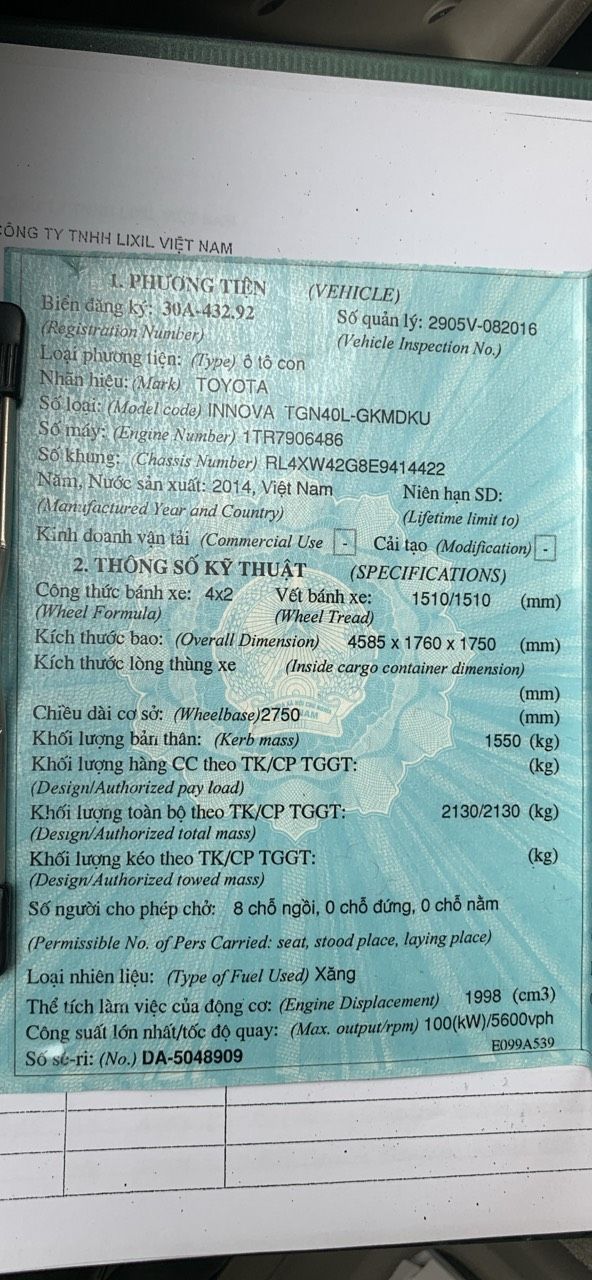 CÔNG TY TNHH LIXIL VIỆT NAM
1. PHƯƠNG TIỆN (VEHICLE)
Biển đăng ký: 30A-432.92 Số quản lý: 2905V-082016
(Registration Number) (Vehicle Inspection No.)
Loại phương tiện: (Type) ô tô con
Nhãn hiệu: (Mark) TOYOTA
Số loại: (Model code) INNOVA TGN40L-GKMDKU
Số máy: (Engine Number) 1TR7906486
Số khung: (Chassis Number) RL4XW42G8E9414422
Năm, Nước sản xuất: 2014, Việt Nam Niên hạn SD:
(Manufactured Year and Country) (Lifetime limit to)
Kinh doanh vận tải (Commercial Use - Cải tạo (Modification) -
2. THÔNG SỐ KỸ THUẬT (SPECIFICATIONS)
Công thức bánh xe: 4x2 Vết bánh xe: 1510/1510 (mm)
(Wheel Formula) (Wheel Tread)
Kích thước bao: (Overall Dimension) 4585 x 1760 x 1750 (mm)
Kích thước lòng thùng xe (Inside cargo container dimension)
(mm)
Chiều dài cơ sở: (Wheelbase)2750 (mm)
Khối lượng bản thân: (Kerb mass) 1550 (kg)
Khối lượng hàng CC theo TK/CP TGGT: (kg)
(Design/Authorized pay load)
Khối lượng toàn bộ theo TK/CP TGGT: 2130/2130 (kg)
(Design/Authorized total mass)
Khối lượng kéo theo TK/CP TGGT: (kg)
(Design/Authorized towed mass)
Số người cho phép chở: 8 chỗ ngồi, 0 chỗ đứng, 0 chỗ nằm
(Permissible No. of Pers Carried: seat, stood place, laying place)
Loại nhiên liệu: (Type of Fuel Used) Xăng
Thể tích làm việc của động cơ: (Engine Displacement) 1998 (cm3)
Công suất lớn nhất/tốc độ quay: (Max. output/rpm) 100(kW)/5600vph
Số sê-ri: (No.) DA-5048909 E099A539